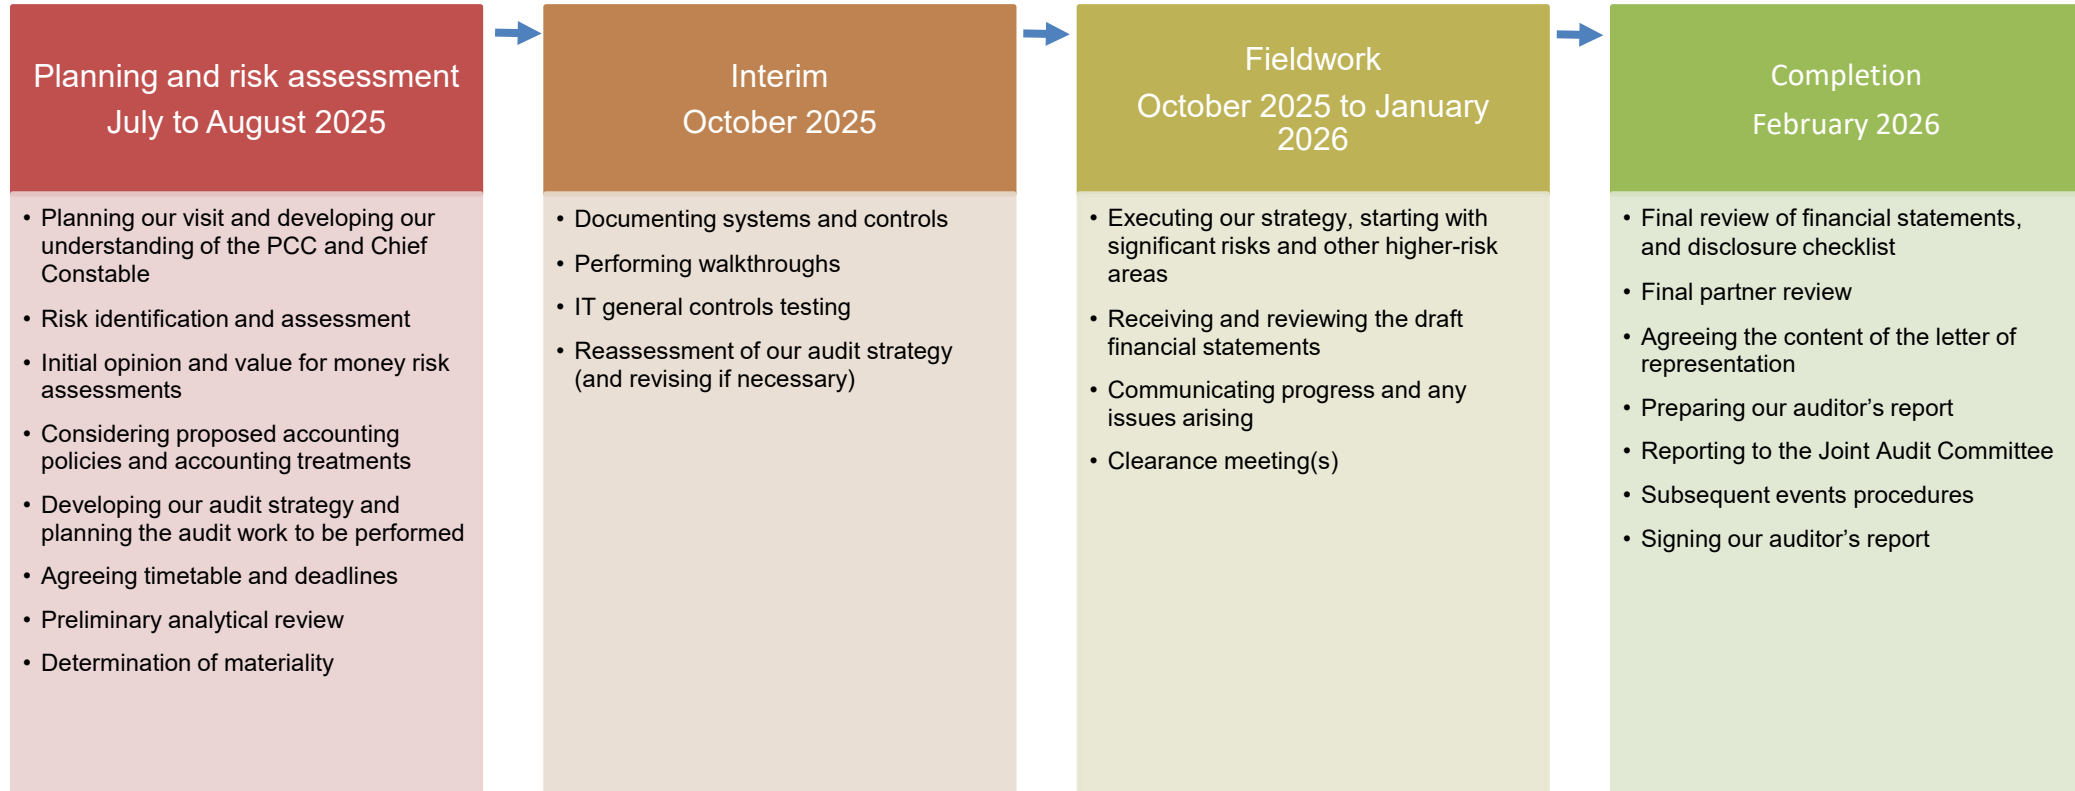 Planning and risk assessment
July to August 2025
• Planning our visit and developing our
understanding of the PCC and Chief
Constable
• Risk identification and assessment
• Initial opinion and value for money risk
assessments
• Considering proposed accounting
policies and accounting treatments
• Developing our audit strategy and
planning the audit work to be performed
• Agreeing timetable and deadlines
• Preliminary analytical review
• Determination of materiality
Interim
October 2025
• Documenting systems and controls
• Performing walkthroughs
• IT general controls testing
• Reassessment of our audit strategy
(and revising if necessary)
Fieldwork
October 2025 to January
2026
• Executing our strategy, starting with
significant risks and other higher-risk
areas
• Receiving and reviewing the draft
financial statements
• Communicating progress and any
issues arising
• Clearance meeting(s)
Completion
February 2026
• Final review of financial statements,
and disclosure checklist
• Final partner review
• Agreeing the content of the letter of
representation
• Preparing our auditor’s report
• Reporting to the Joint Audit Committee
• Subsequent events procedures
• Signing our auditor’s report